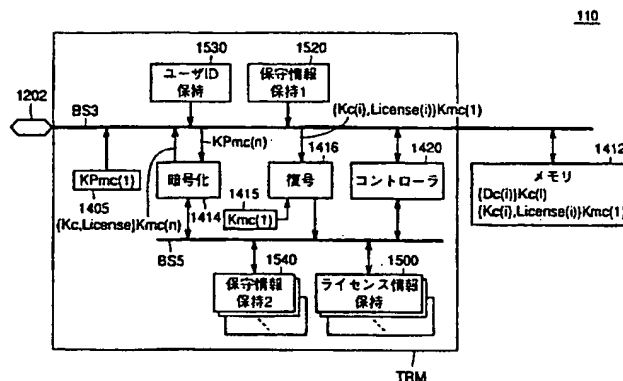 110
1530
1520
ユーザID
保持
保守情報
保持1
{Kc(i),License(i)}Kmc(1)
1202
BS3
KPmc(n)
1416
1420
1412
KPmc(1)
暗号化
1415
復号
コントローラ
メモリ
{Dc(i)}Kc(i)
{Kc(i),License(i)}Kmc(1)
1405
1414
Kmc(1)
{Kc,License}Kmc(n)
BS5
1540
1500
保守情報
保持2
ライセンス情報
保持
TRM